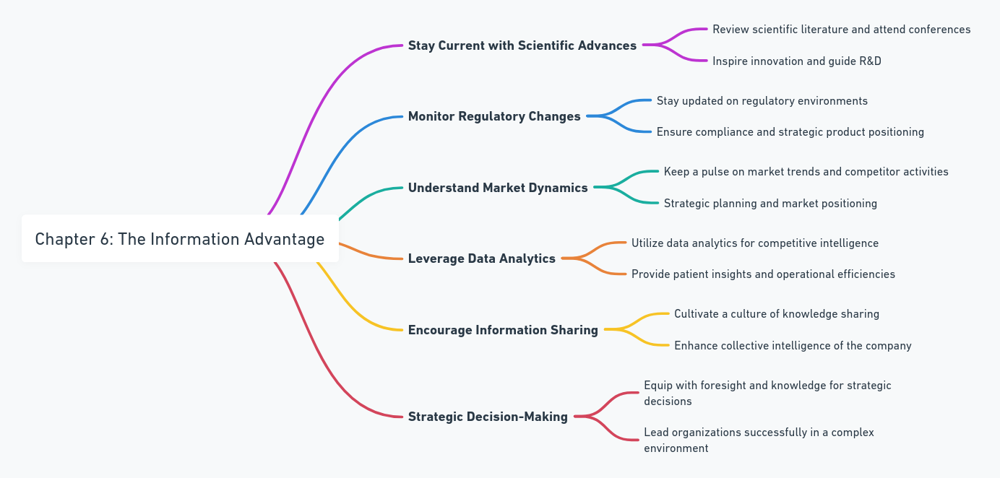 Chapter 6: The Information Advantage
Stay Current with Scientific Advances
Review scientific literature and attend conferences
Inspire innovation and guide R&D
Monitor Regulatory Changes
Stay updated on regulatory environments
Ensure compliance and strategic product positioning
Understand Market Dynamics
Keep a pulse on market trends and competitor activities
Strategic planning and market positioning
Leverage Data Analytics
Utilize data analytics for competitive intelligence
Provide patient insights and operational efficiencies
Encourage Information Sharing
Cultivate a culture of knowledge sharing
Enhance collective intelligence of the company
Strategic Decision-Making
Equip with foresight and knowledge for strategic
decisions
Lead organizations successfully in a complex
environment